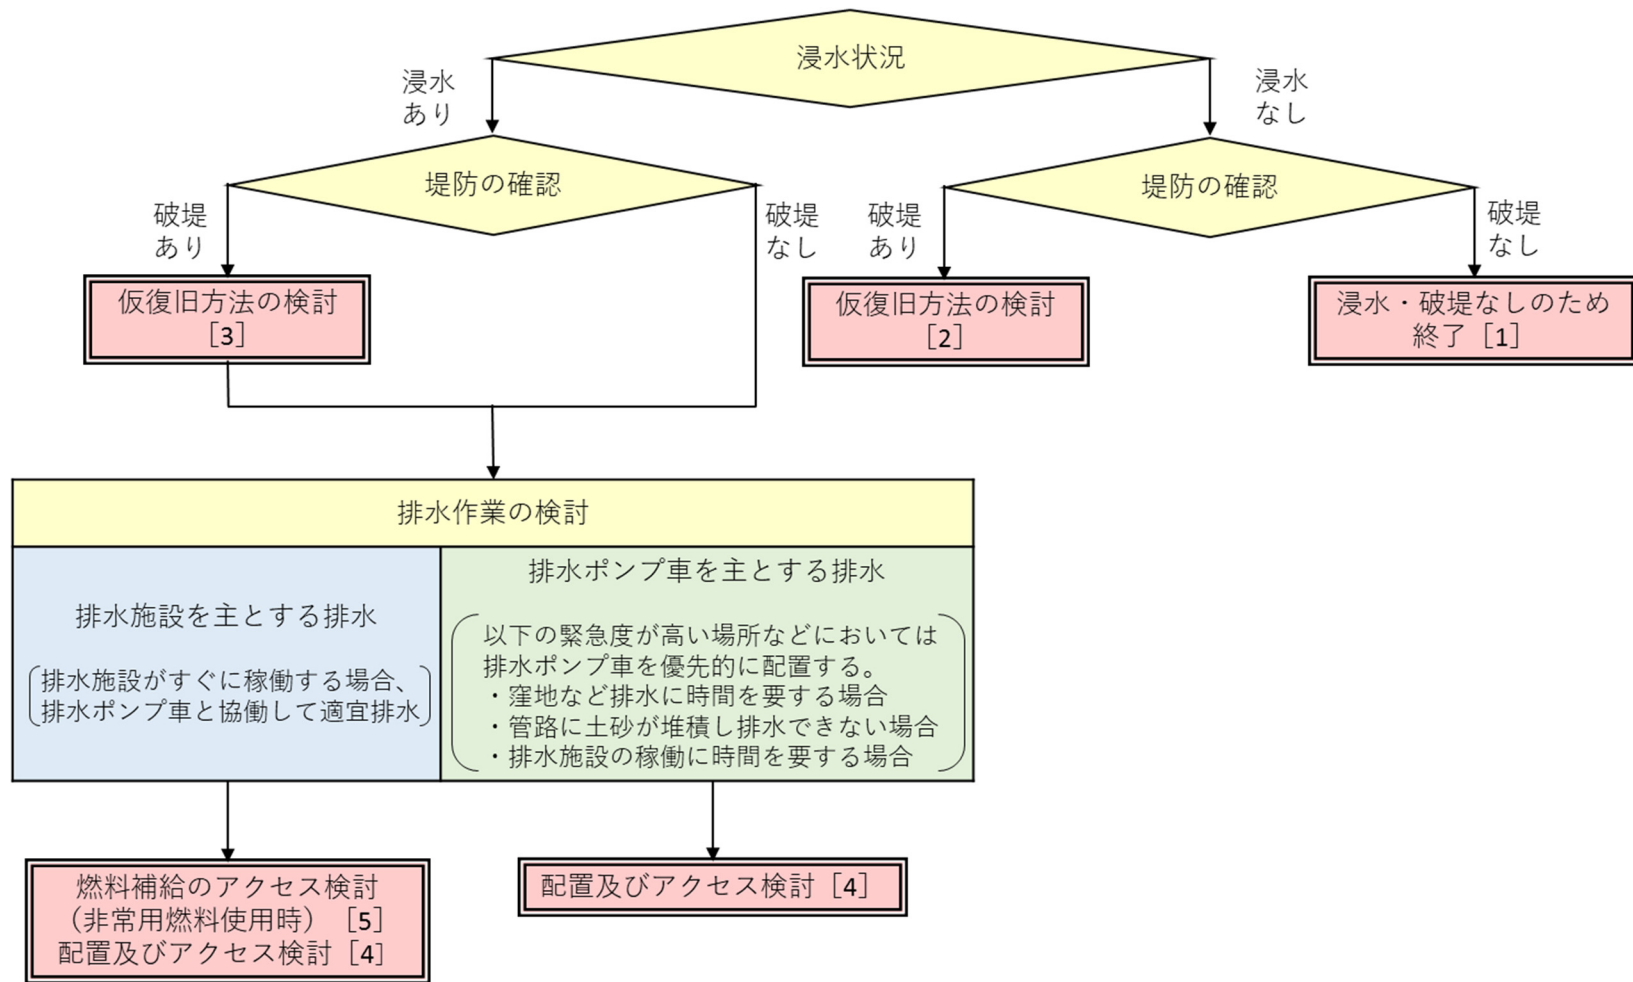 浸水状況
浸水
あり
浸水
なし
堤防の確認
堤防の確認
破堤
あり
破堤
なし
破堤
あり
破堤
なし
仮復旧方法の検討
［3］
仮復旧方法の検討
［2］
浸水・破堤なしのため
終了［1］
排水作業の検討
排水施設を主とする排水
排水施設がすぐに稼働する場合、
排水ポンプ車と協働して適宜排水
排水ポンプ車を主とする排水
以下の緊急度が高い場所などにおいては
排水ポンプ車を優先的に配置する。
・窪地など排水に時間を要する場合
・管路に土砂が堆積し排水できない場合
・排水施設の稼働に時間を要する場合
燃料補給のアクセス検討
（非常用燃料使用時）［5］
配置及びアクセス検討［4］
配置及びアクセス検討［4］